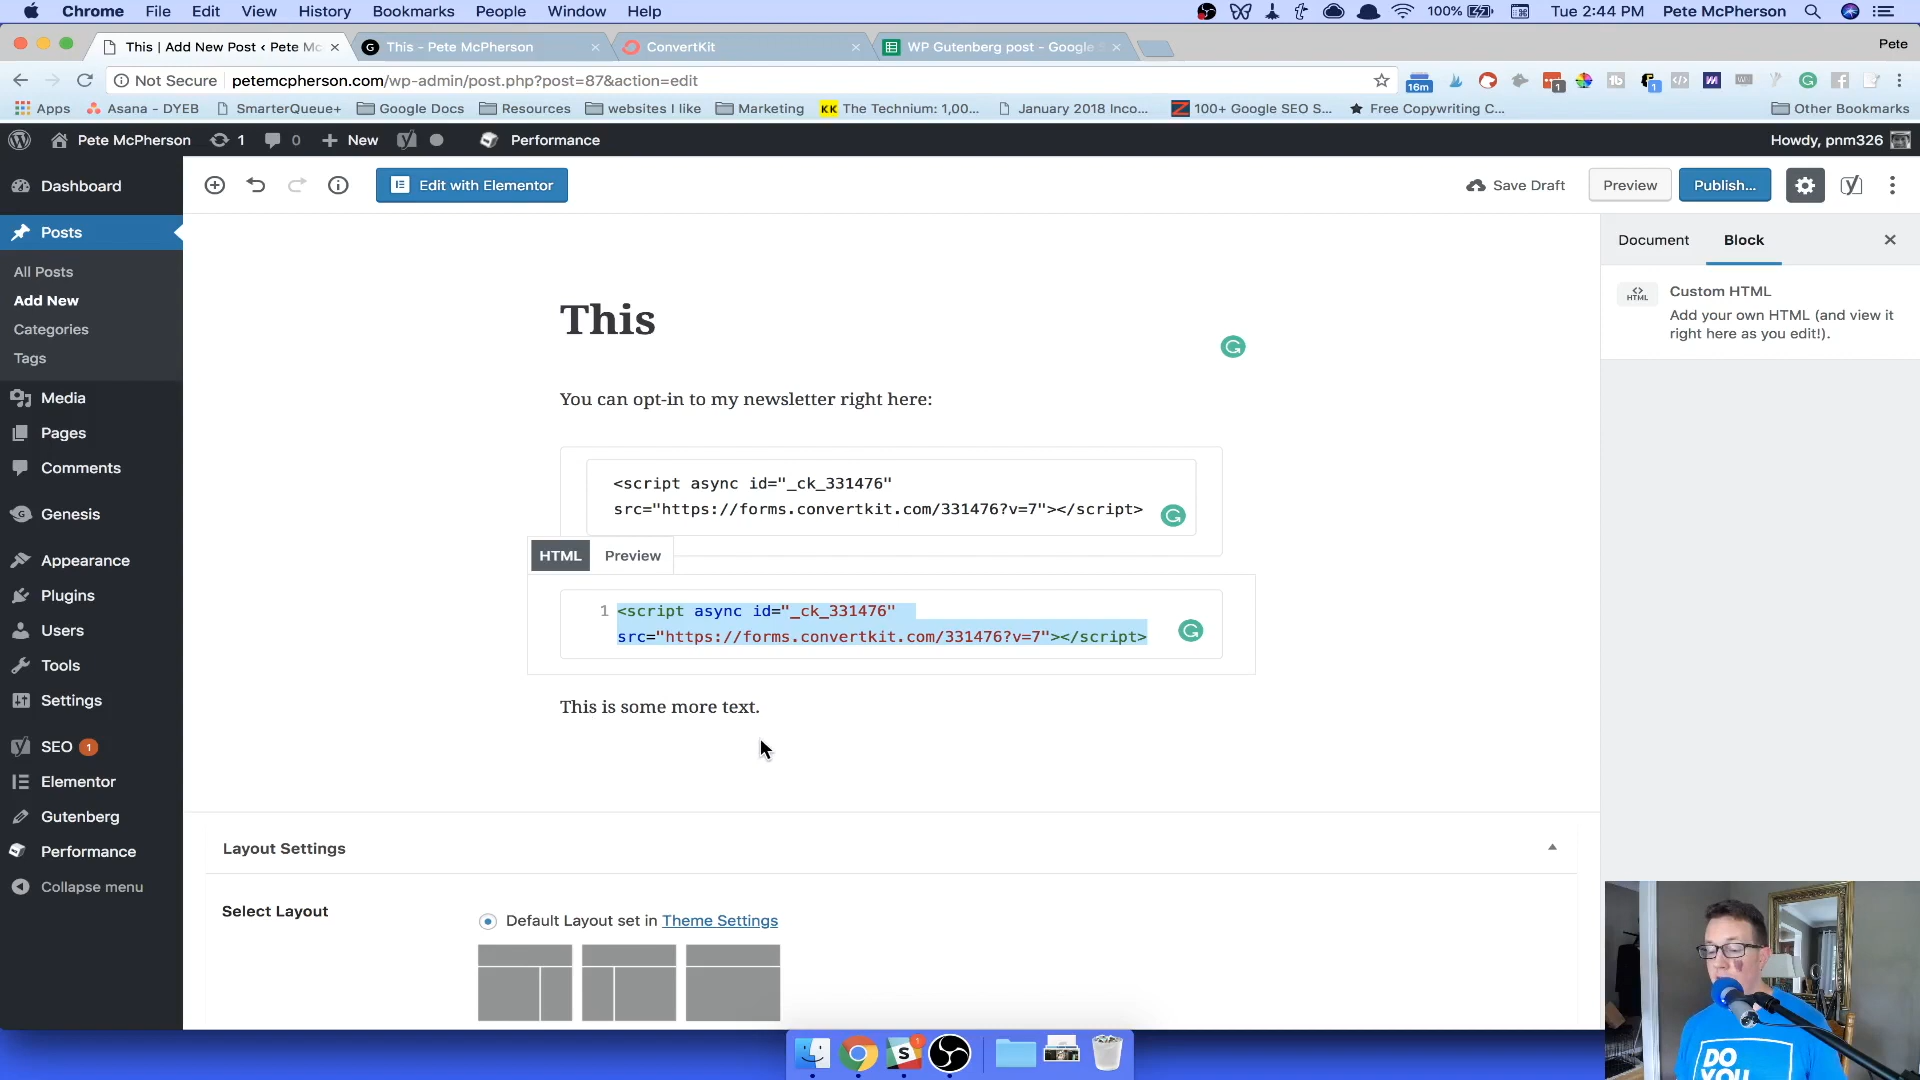 Chrome File Edit View History Bookmarks People Window Help 100% Tue 2:44 PM Pete McPherson
This | Add New Post ‹ Pete Mc × This - Pete McPherson × ConvertKit × WP Gutenberg post - Google S × Pete
Not Secure petemcpherson.com/wp-admin/post.php?post=87&action=edit 16m
Apps Asana - DYEB SmarterQueue+ Google Docs Resources websites I like Marketing KK The Technium: 1,00... January 2018 Inco... 100+ Google SEO S... Free Copywriting C... Other Bookmarks
Pete McPherson 1 0 New Performance Howdy, pnm326
Dashboard
Posts
All Posts
Add New
Categories
Tags
Media
Pages
Comments
Genesis
Appearance
Plugins
Users
Tools
Settings
SEO 1
Elementor
Gutenberg
Performance
Collapse menu
Edit with Elementor Save Draft Preview Publish...
This
You can opt-in to my newsletter right here:
<script async id="_ck_331476"
src="https://forms.convertkit.com/331476?v=7"></script>
HTML Preview
1 <script async id="_ck_331476"
src="https://forms.convertkit.com/331476?v=7"></script>
This is some more text.
Layout Settings
Select Layout
Default Layout set in Theme Settings
Document Block
HTML
Custom HTML
Add your own HTML (and view it
right here as you edit!).
DO
YOU